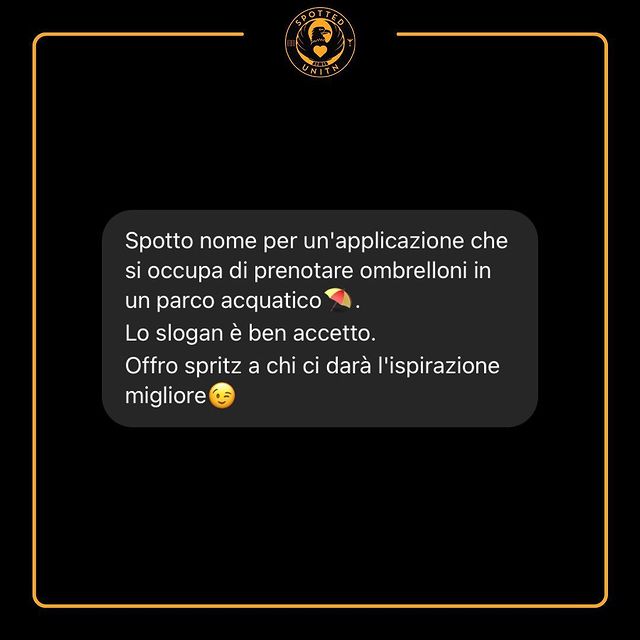 SPOTTED
UNITN
Spotto nome per un'applicazione che
si occupa di prenotare ombrelloni in
un parco acquatico⛱️.
Lo slogan è ben accetto.
Offro spritz a chi ci darà l'ispirazione
migliore😉